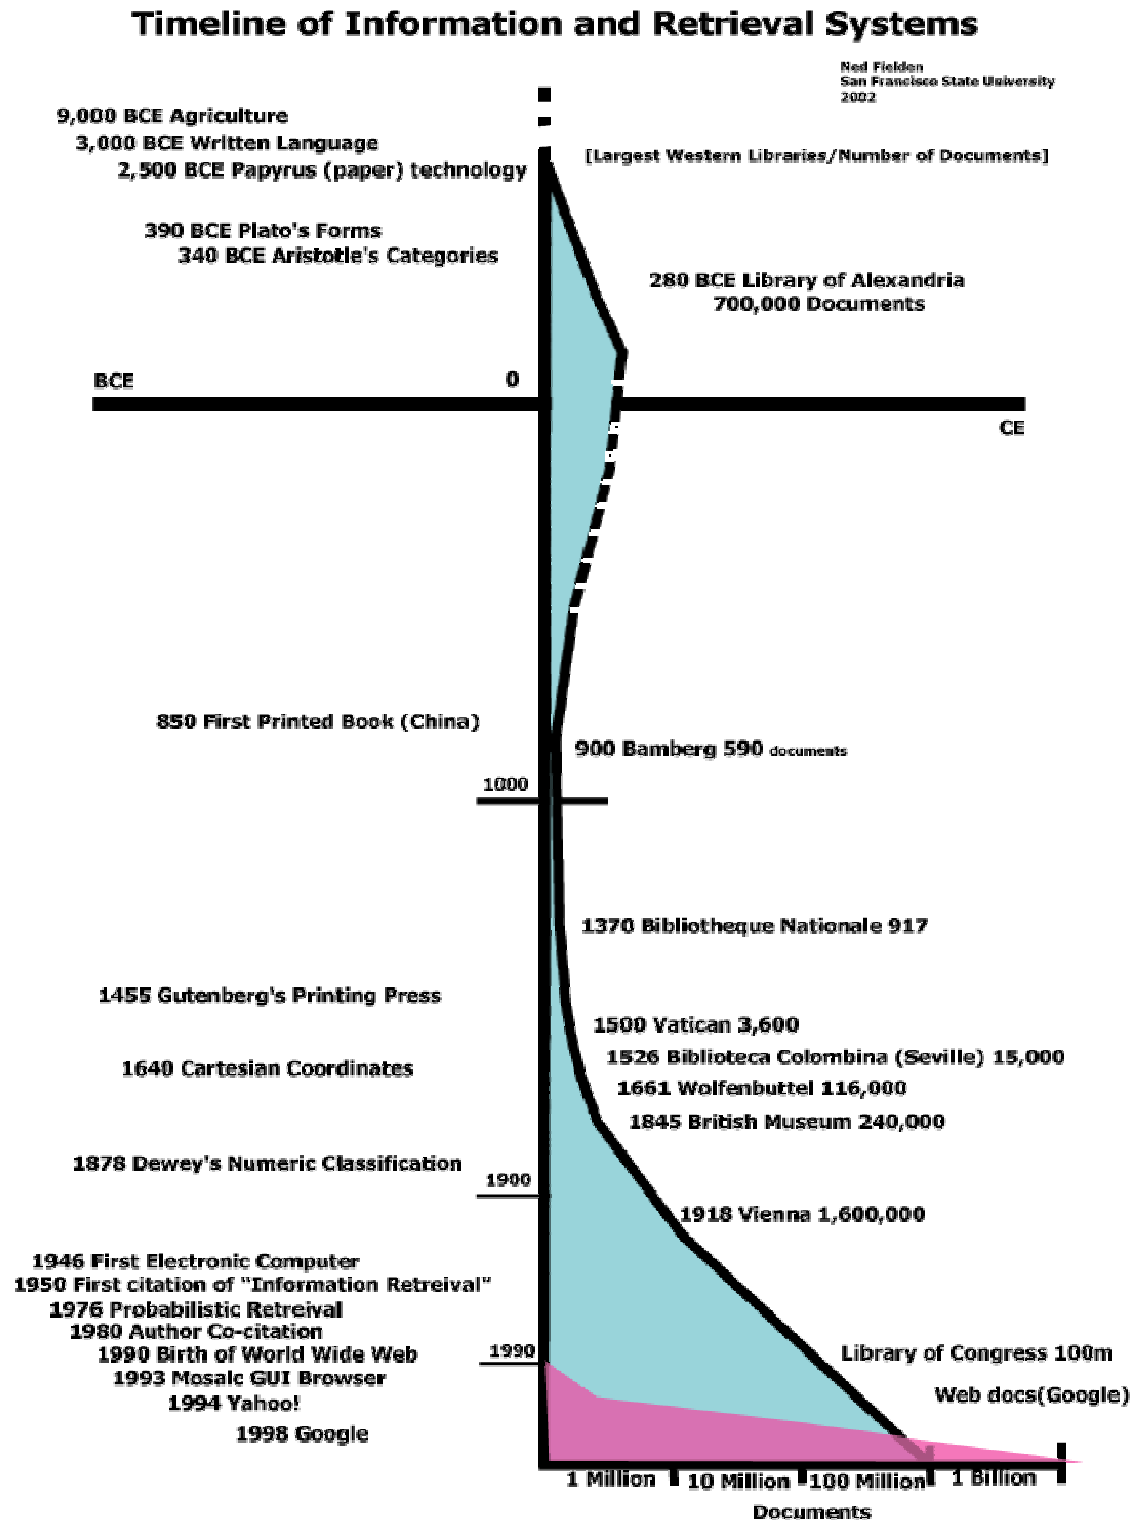 Timeline of Information and Retrieval Systems
Ned Fielden
San Francisco State University
2002
9,000 BCE Agriculture
3,000 BCE Written Language
2,500 BCE Papyrus (paper) technology
[Largest Western Libraries/Number of Documents]
390 BCE Plato's Forms
340 BCE Aristotle's Categories
280 BCE Library of Alexandria
700,000 Documents
BCE
0
CE
850 First Printed Book (China)
900 Bamberg 590 documents
1000
1370 Bibliotheque Nationale 917
1455 Gutenberg's Printing Press
1500 Vatican 3,600
1526 Biblioteca Colombina (Seville) 15,000
1640 Cartesian Coordinates
1661 Wolfenbuttel 116,000
1845 British Museum 240,000
1878 Dewey's Numeric Classification
1900
1918 Vienna 1,600,000
1946 First Electronic Computer
1950 First citation of "Information Retreival"
1976 Probabilistic Retreival
1980 Author Co-citation
1990 Birth of World Wide Web
1990
1993 Mosaic GUI Browser
1994 Yahoo!
1998 Google
Library of Congress 100m
Web docs(Google)
1 Million
10 Million
100 Million
1 Billion
Documents